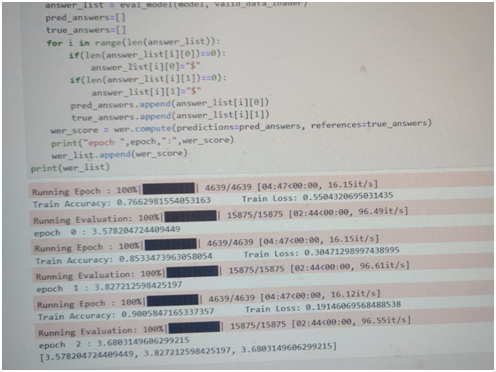 answer_list = eval_model(model, valid_data_loader)
pred_answers=[]
true_answers=[]
for i in range(len(answer_list)):
if(len(answer_list[i][0])==0):
answer_list[i][0]="$"
if(len(answer_list[i][1])==0):
answer_list[i][1]="$"
pred_answers.append(answer_list[i][0])
true_answers.append(answer_list[i][1])
wer_score = wer.compute(predictions=pred_answers, references=true_answers)
print("epoch ",epoch,":",wer_score)
wer_list.append(wer_score)
print(wer_list)
Running Epoch : 100%| | 4639/4639 [04:47<00:00, 16.15it/s]
Train Accuracy: 0.7662981554053163 Train Loss: 0.5504320695031435
Running Evaluation: 100%| | 15875/15875 [02:44<00:00, 96.49it/s]
epoch 0 : 3.578204724409449
Running Epoch : 100%| | 4639/4639 [04:47<00:00, 16.15it/s]
Train Accuracy: 0.8533473963058054 Train Loss: 0.30471298997438995
Running Evaluation: 100%| | 15875/15875 [02:44<00:00, 96.61it/s]
epoch 1 : 3.827212598425197
Running Epoch : 100%| | 4639/4639 [04:47<00:00, 16.12it/s]
Train Accuracy: 0.9005847165337357 Train Loss: 0.19146069568488538
Running Evaluation: 100%| | 15875/15875 [02:44<00:00, 96.55it/s]
epoch 2 : 3.6803149606299215
[3.578204724409449, 3.827212598425197, 3.6803149606299215]